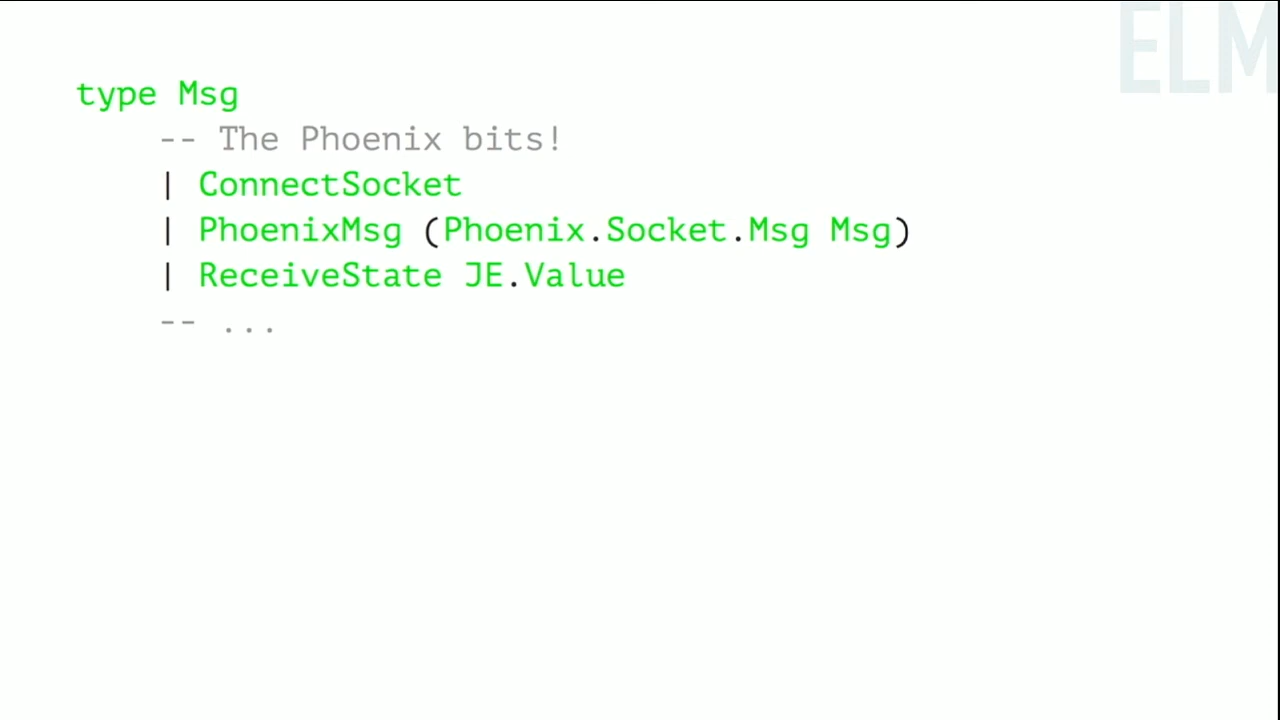 ELM
type Msg
    -- The Phoenix bits!
    | ConnectSocket
    | PhoenixMsg (Phoenix.Socket.Msg Msg)
    | ReceiveState JE.Value
    -- ...